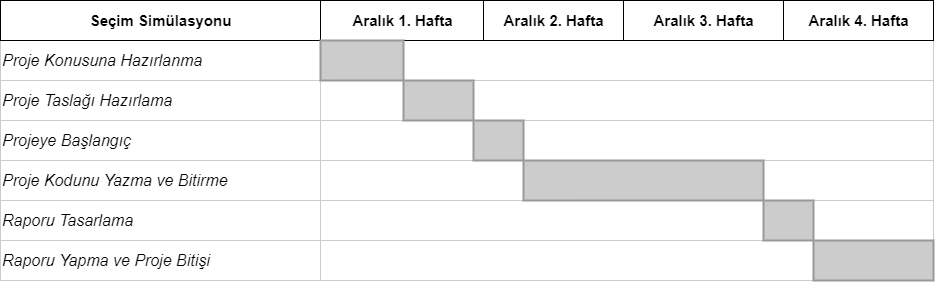 Seçim Simülasyonu Aralık 1. Hafta Aralık 2. Hafta Aralık 3. Hafta Aralık 4. Hafta
Proje Konusuna Hazırlanma
Proje Taslağı Hazırlama
Projeye Başlangıç
Proje Kodunu Yazma ve Bitirme
Raporu Tasarlama
Raporu Yapma ve Proje Bitişi